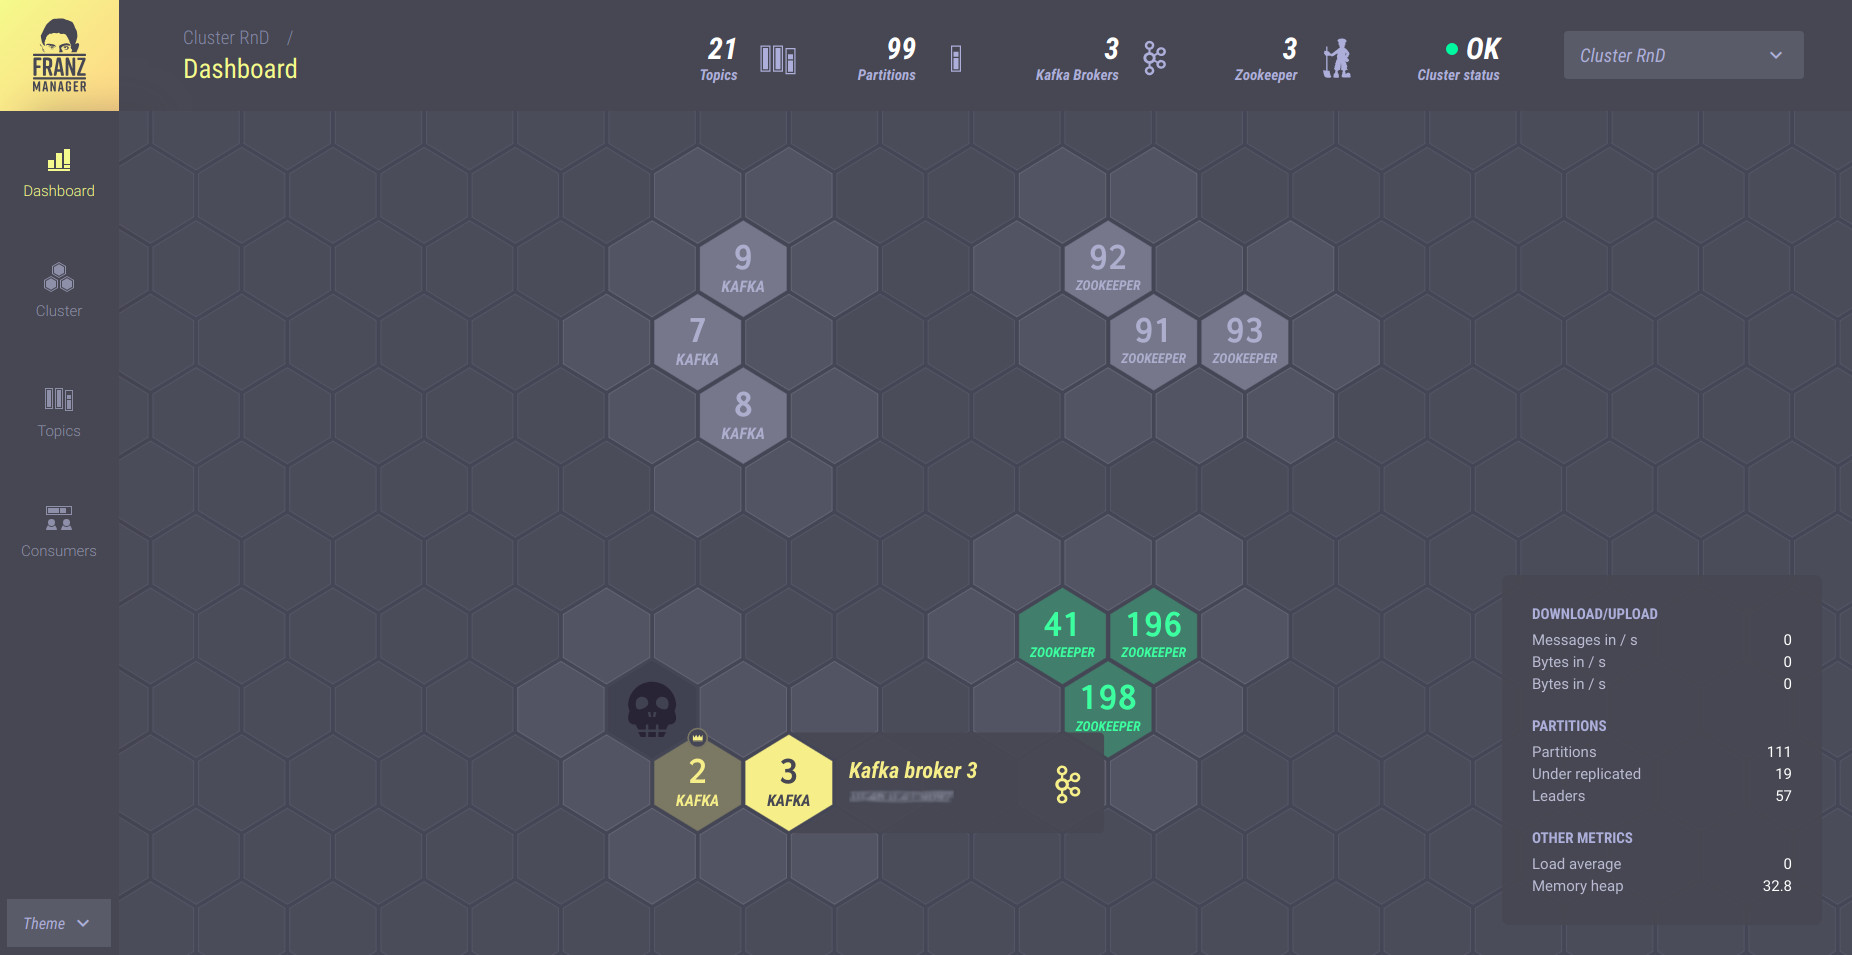 FRANZ
MANAGER
Cluster RnD /
Dashboard
21
Topics
99
Partitions
3
Kafka Brokers
3
Zookeeper
OK
Cluster status
Cluster RnD
Dashboard
Cluster
Topics
Consumers
Theme
9
KAFKA
7
KAFKA
8
KAFKA
92
ZOOKEEPER
91
ZOOKEEPER
93
ZOOKEEPER
41
ZOOKEEPER
196
ZOOKEEPER
198
ZOOKEEPER
2
KAFKA
3
KAFKA
Kafka broker 3
DOWNLOAD/UPLOAD
Messages in / s 0
Bytes in / s 0
Bytes in / s 0
PARTITIONS
Partitions 111
Under replicated 19
Leaders 57
OTHER METRICS
Load average 0
Memory heap 32.8